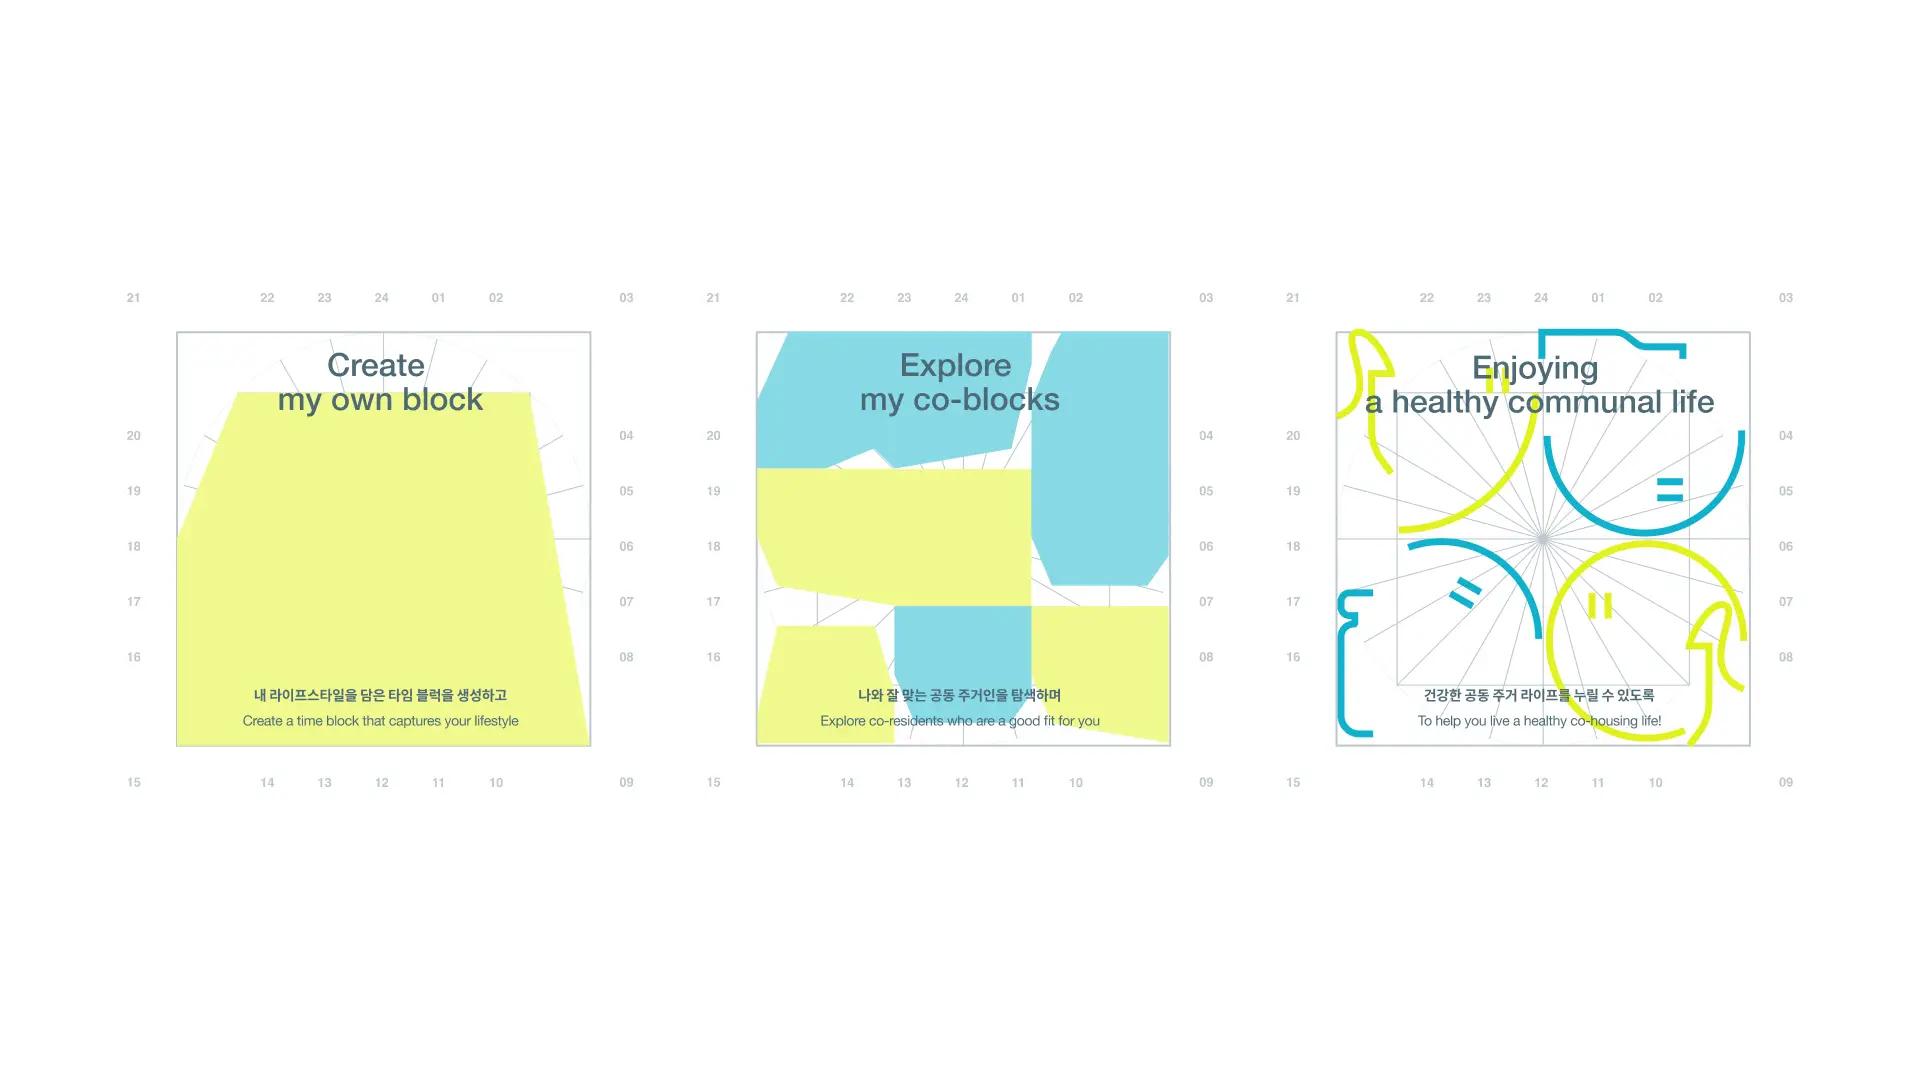 21 22 23 24 01 02 03
Create
my own block
20 04
19 05
18 06
17 07
16 08
내 라이프스타일을 담은 타임 블럭을 생성하고
Create a time block that captures your lifestyle
15 14 13 12 11 10 09
21 22 23 24 01 02 03
Explore
my co-blocks
20 04
19 05
18 06
17 07
16 08
나와 잘 맞는 공동 주거인을 탐색하며
Explore co-residents who are a good fit for you
15 14 13 12 11 10 09
21 22 23 24 01 02 03
Enjoying
a healthy communal life
20 04
19 05
18 06
17 07
16 08
건강한 공동 주거 라이프를 누릴 수 있도록
To help you live a healthy co-housing life!
15 14 13 12 11 10 09